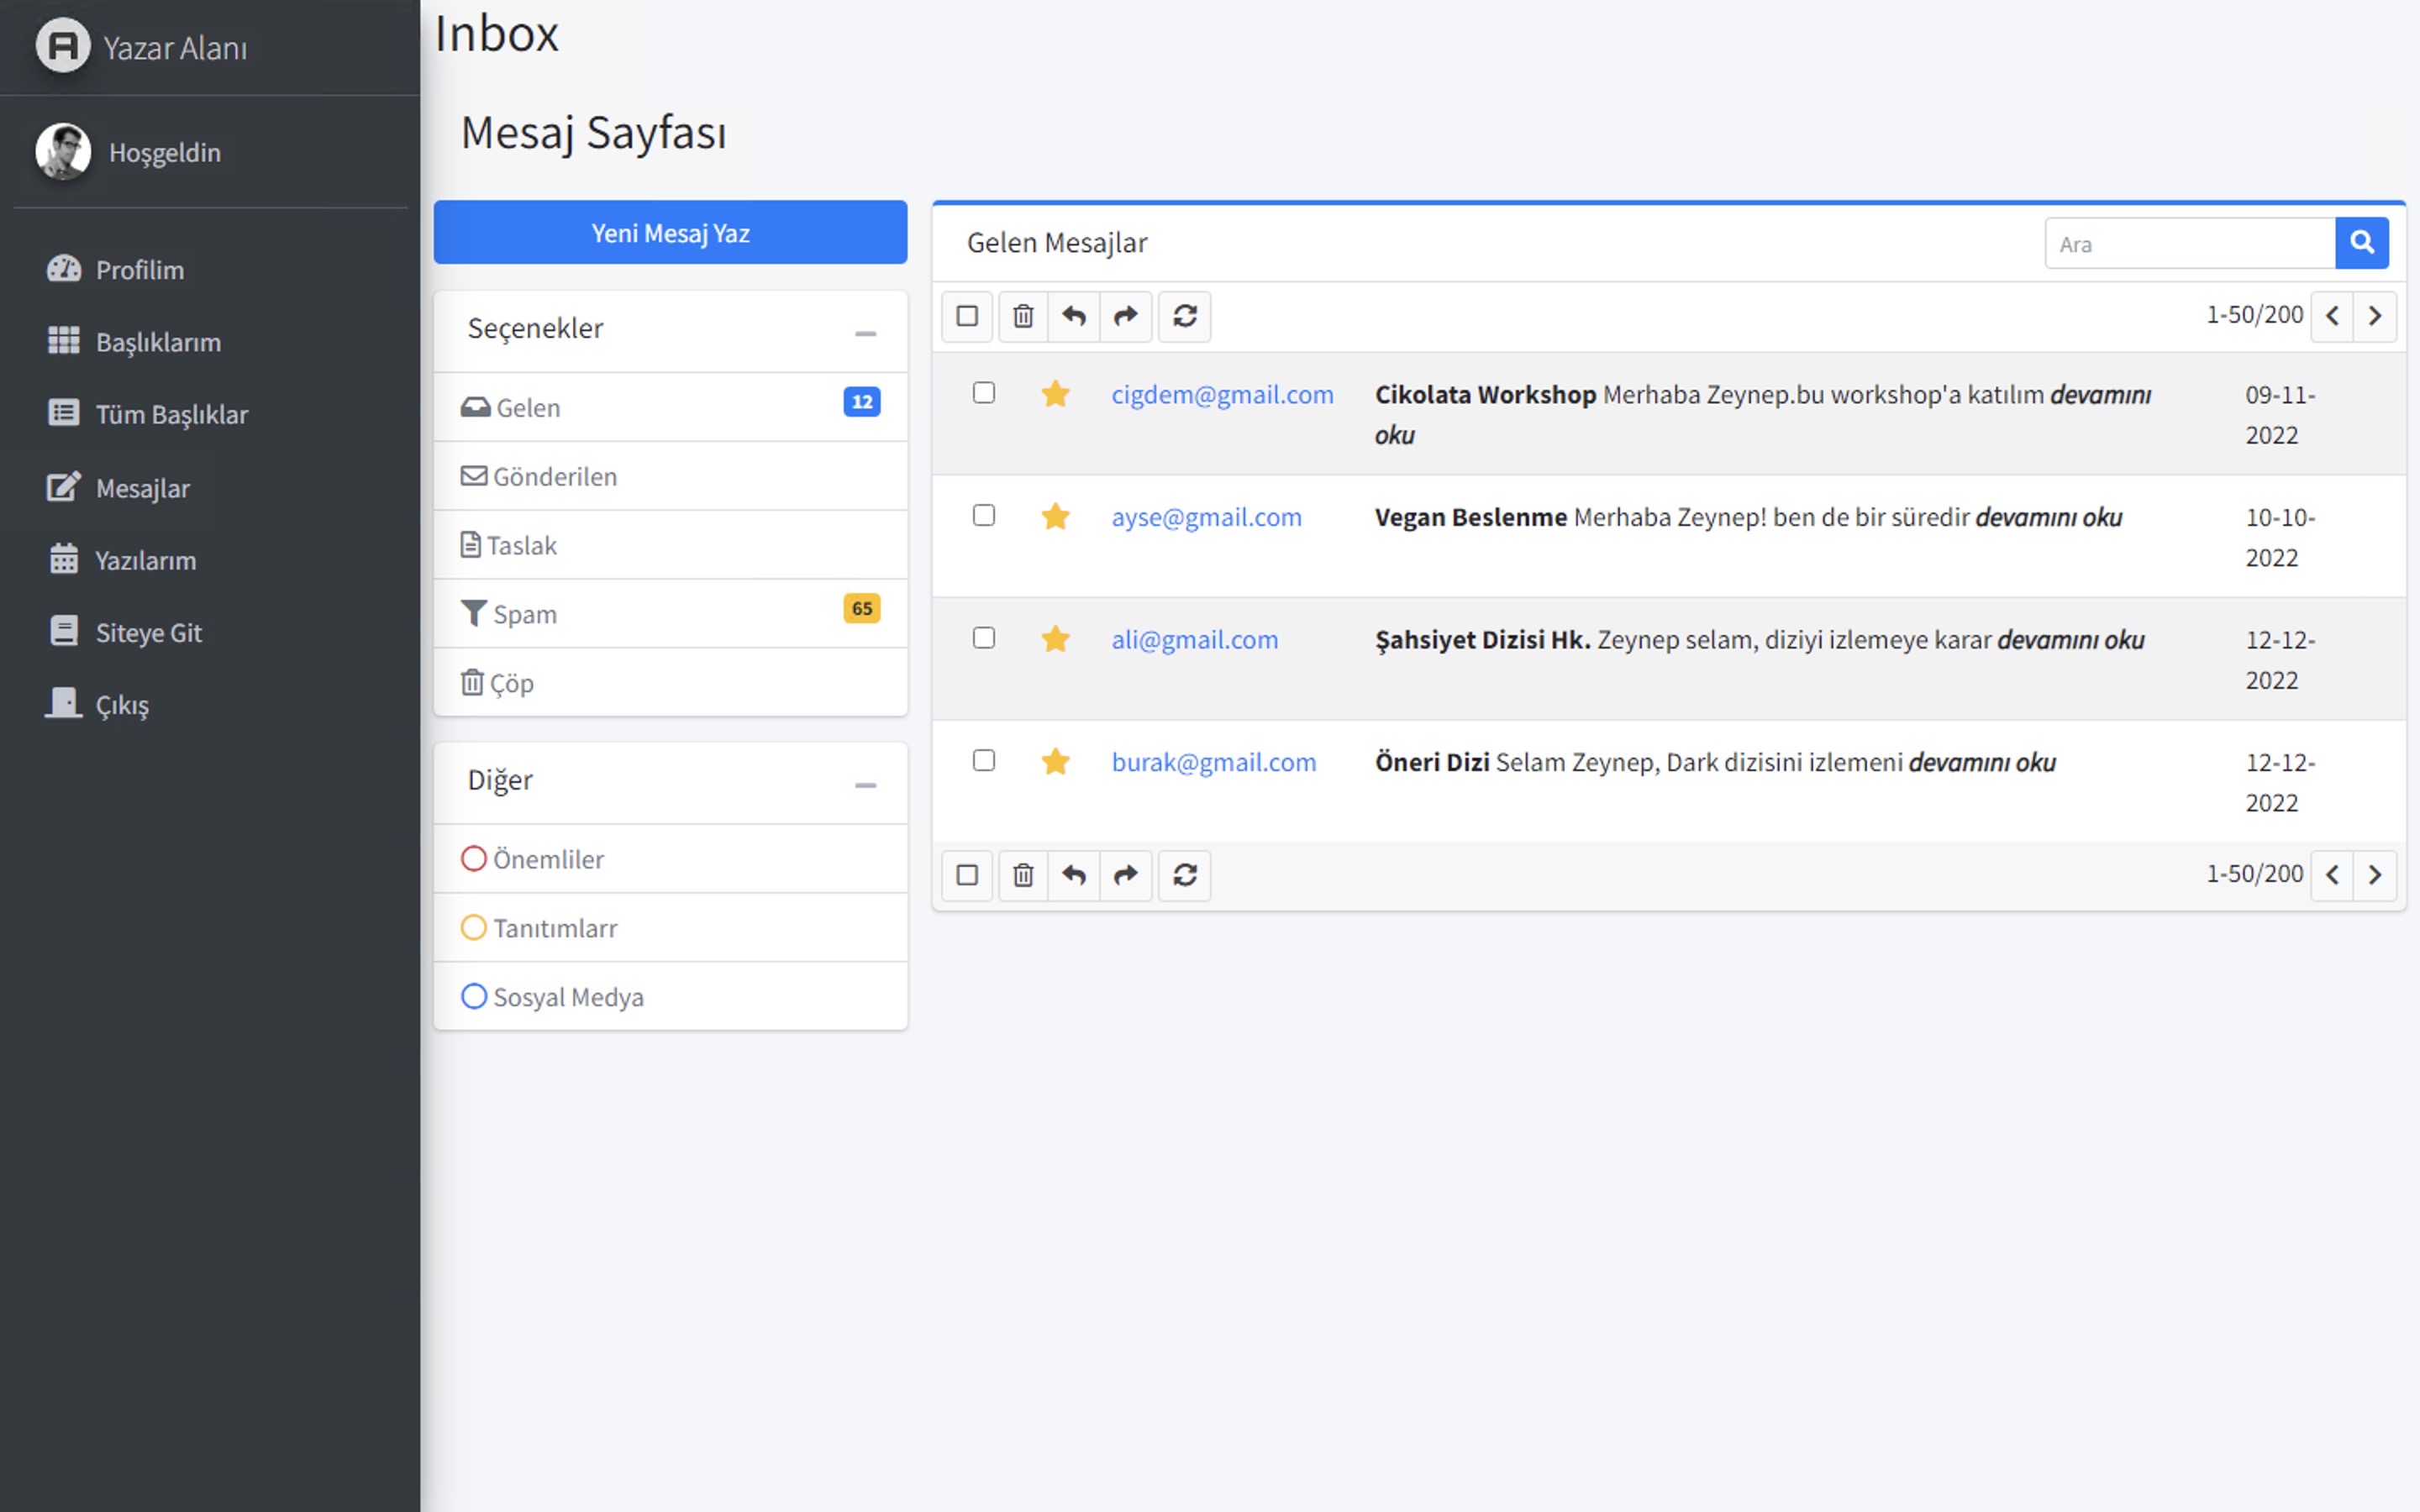 Yazar Alanı
Hoşgeldin
Profilim
Başlıklarım
Tüm Başlıklar
Mesajlar
Yazılarım
Siteye Git
Çıkış
Inbox
Mesaj Sayfası
Yeni Mesaj Yaz
Seçenekler
Gelen 12
Gönderilen
Taslak
Spam 65
Çöp
Diğer
Önemliler
Tanıtımlarr
Sosyal Medya
Gelen Mesajlar
Ara
1-50/200
cigdem@gmail.com Cikolata Workshop Merhaba Zeynep.bu workshop'a katılım devamını 09-11-
oku 2022
ayse@gmail.com Vegan Beslenme Merhaba Zeynep! ben de bir süredir devamını oku 10-10-
2022
ali@gmail.com Şahsiyet Dizisi Hk. Zeynep selam, diziyi izlemeye karar devamını oku 12-12-
2022
burak@gmail.com Öneri Dizi Selam Zeynep, Dark dizisini izlemeni devamını oku 12-12-
2022
1-50/200